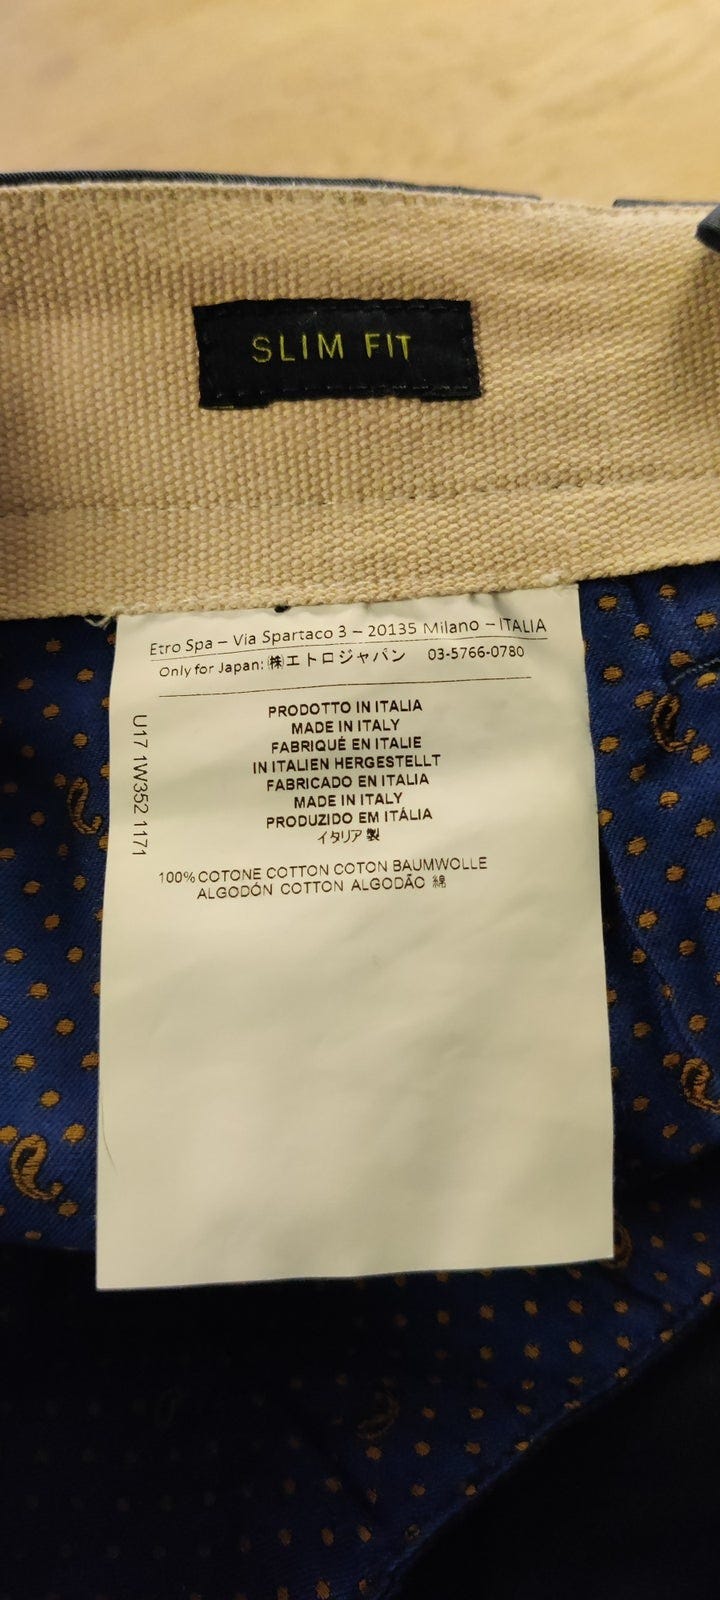 SLIM FIT
Etro Spa – Via Spartaco 3 – 20135 Milano – ITALIA
Only for Japan: ㈱エトロジャパン 03-5766-0780
PRODOTTO IN ITALIA
MADE IN ITALY
FABRIQUÉ EN ITALIE
IN ITALIEN HERGESTELLT
FABRICADO EN ITALIA
MADE IN ITALY
PRODUZIDO EM ITÁLIA
イタリア製
U17 1W352 1171
100% COTONE COTTON COTON BAUMWOLLE
ALGODÓN COTTON ALGODÃO 綿